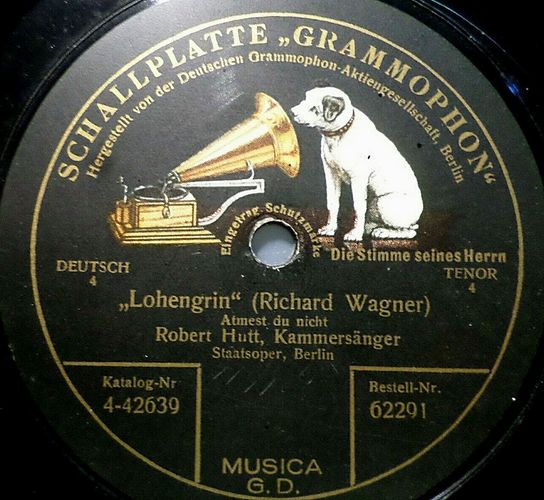 SCHALLPLATTE „GRAMMOPHON"
Hergestellt von der Deutschen Grammophon-Aktiengesellschaft, Berlin
Eingetrag. Schutzmarke
Die Stimme seines Herrn
DEUTSCH
4
TENOR
4
„Lohengrin" (Richard Wagner)
Atmest du nicht
Robert Hutt, Kammersänger
Staatsoper, Berlin
Katalog-Nr
4-42639
Bestell-Nr.
62291
MUSICA
G.D.